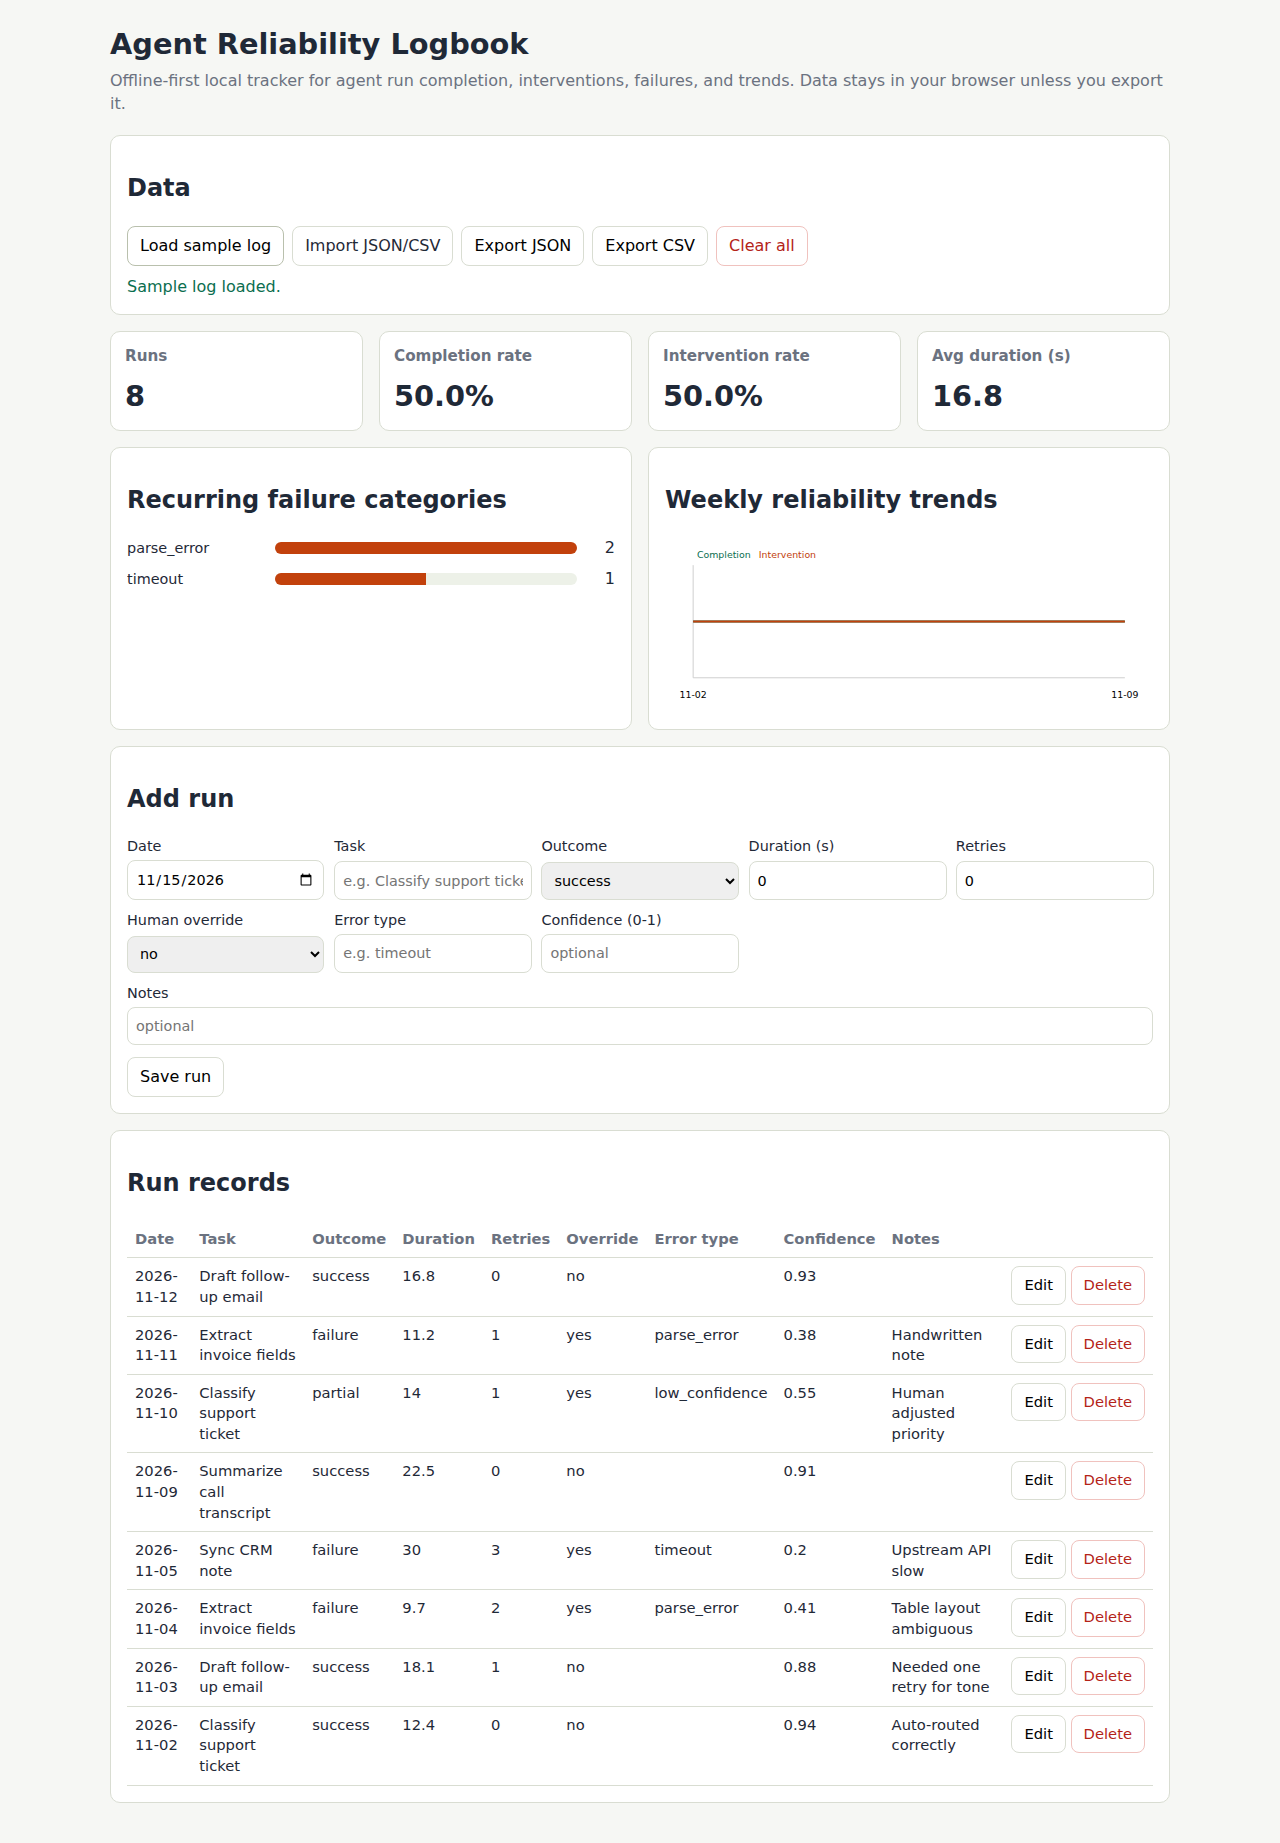 Agent Reliability Logbook
Offline-first local tracker for agent run completion, interventions, failures, and trends. Data stays in your browser unless you export
it.
Data
Load sample log Import JSON/CSV Export JSON Export CSV Clear all
Sample log loaded.
Runs Completion rate Intervention rate Avg duration (s)
8 50.0% 50.0% 16.8
Recurring failure categories
parse_error 2
timeout 1
Weekly reliability trends
Completion Intervention
11-02 11-09
Add run
Date Task Outcome Duration (s) Retries
11/15/2026 e.g. Classify support ticke success 0 0
Human override Error type Confidence (0-1)
no e.g. timeout optional
Notes
optional
Save run
Run records
Date Task Outcome Duration Retries Override Error type Confidence Notes
2026- Draft follow- success 16.8 0 no 0.93 Edit Delete
11-12 up email
2026- Extract failure 11.2 1 yes parse_error 0.38 Handwritten Edit Delete
11-11 invoice fields note
2026- Classify partial 14 1 yes low_confidence 0.55 Human Edit Delete
11-10 support adjusted
ticket priority
2026- Summarize success 22.5 0 no 0.91 Edit Delete
11-09 call
transcript
2026- Sync CRM failure 30 3 yes timeout 0.2 Upstream API Edit Delete
11-05 note slow
2026- Extract failure 9.7 2 yes parse_error 0.41 Table layout Edit Delete
11-04 invoice fields ambiguous
2026- Draft follow- success 18.1 1 no 0.88 Needed one Edit Delete
11-03 up email retry for tone
2026- Classify success 12.4 0 no 0.94 Auto-routed Edit Delete
11-02 support correctly
ticket